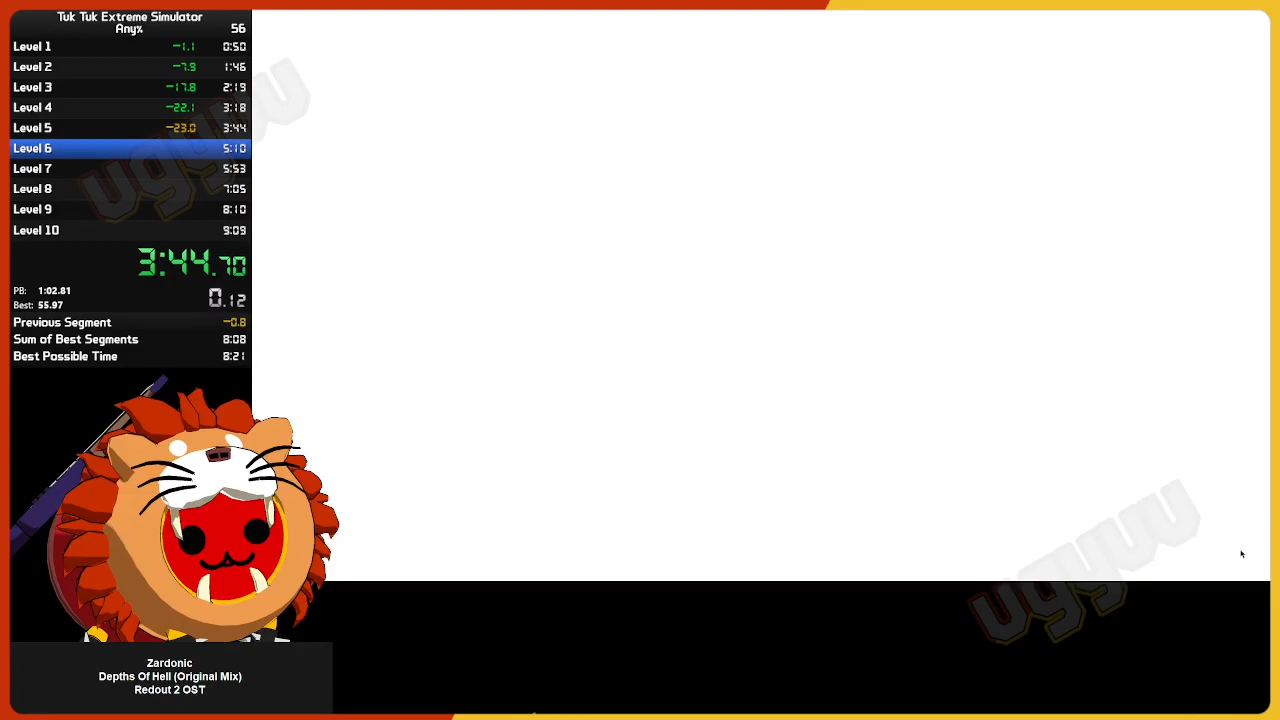 Tuk Tuk Extreme Simulator
Any% 56
Level 1 -1.1 0:50
Level 2 -7.9 1:46
Level 3 -17.8 2:19
Level 4 -22.1 3:18
Level 5 -23.0 3:44
Level 6 5:10
Level 7 5:53
Level 8 7:05
Level 9 8:10
Level 10 9:09
3:44.70
PB: 1:02.81
0.12
Best: 55.97
Previous Segment -0.8
Sum of Best Segments 8:08
Best Possible Time 8:21
Zardonic
Depths Of Hell (Original Mix)
Redout 2 OST
ugyuu
ugyuu